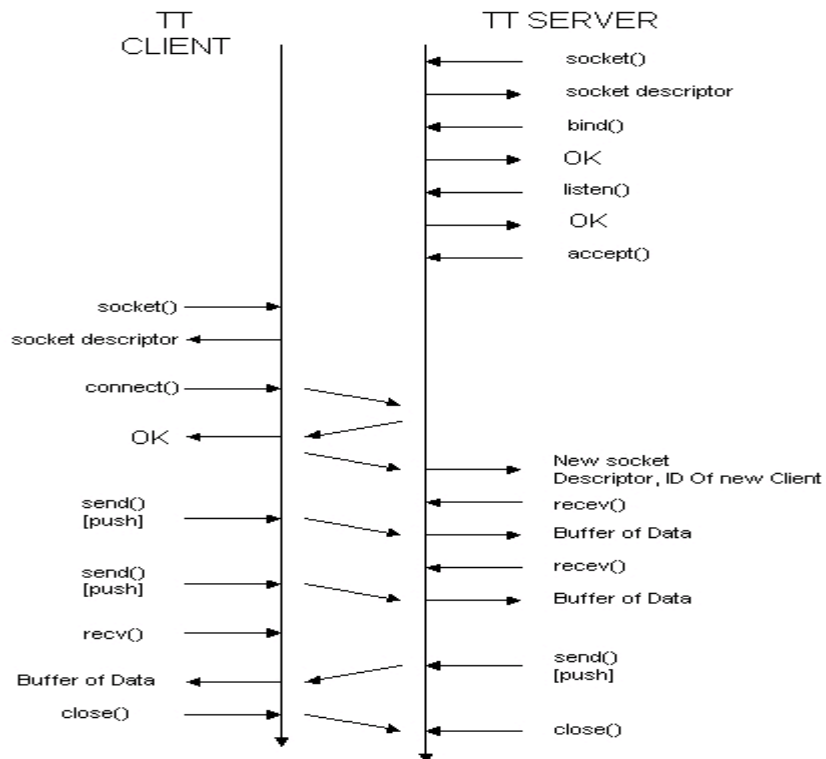 TT
CLIENT
TT SERVER
socket()
socket descriptor
bind()
OK
listen()
OK
accept()
socket()
socket descriptor
connect()
OK
New socket
Descriptor, ID Of new Client
send()
[push]
recev()
Buffer of Data
send()
[push]
recev()
Buffer of Data
recv()
send()
[push]
Buffer of Data
close()
close()